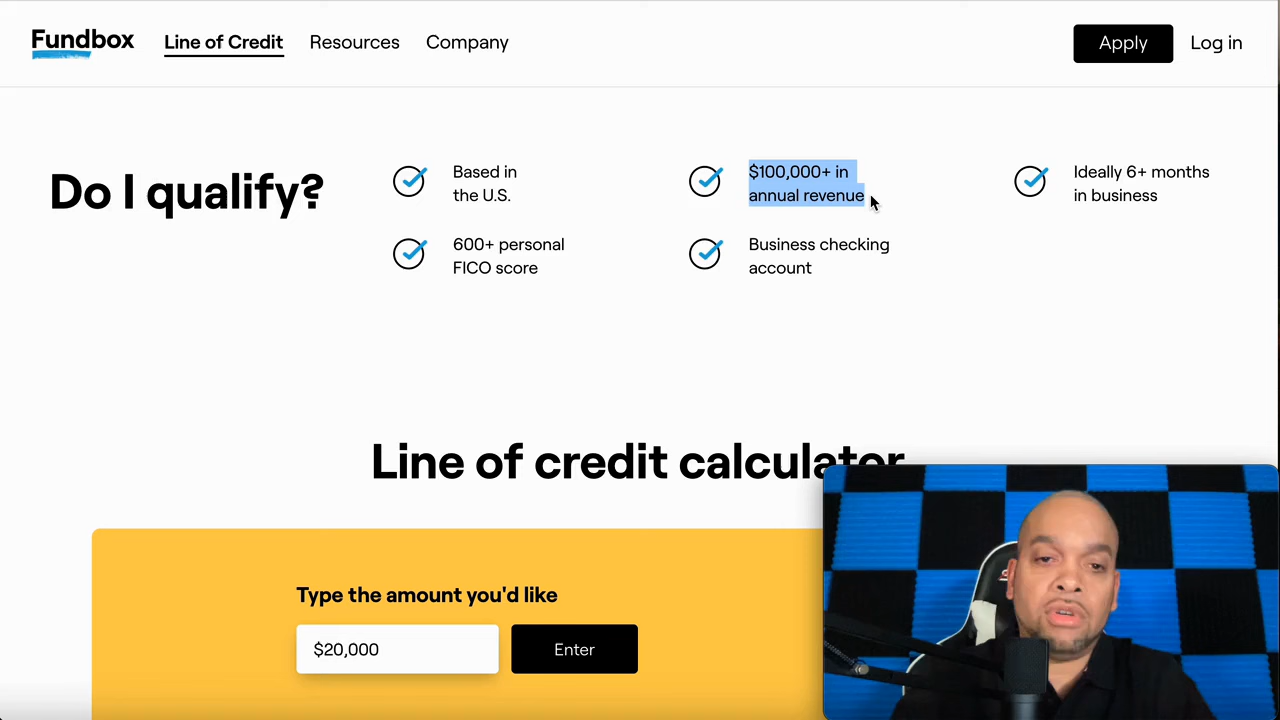 Fundbox
Line of Credit
Resources
Company
Apply
Log in
Do I qualify?
Based in
the U.S.
$100,000+ in
annual revenue
Ideally 6+ months
in business
600+ personal
FICO score
Business checking
account
Line of credit calculator
Type the amount you'd like
$20,000
Enter